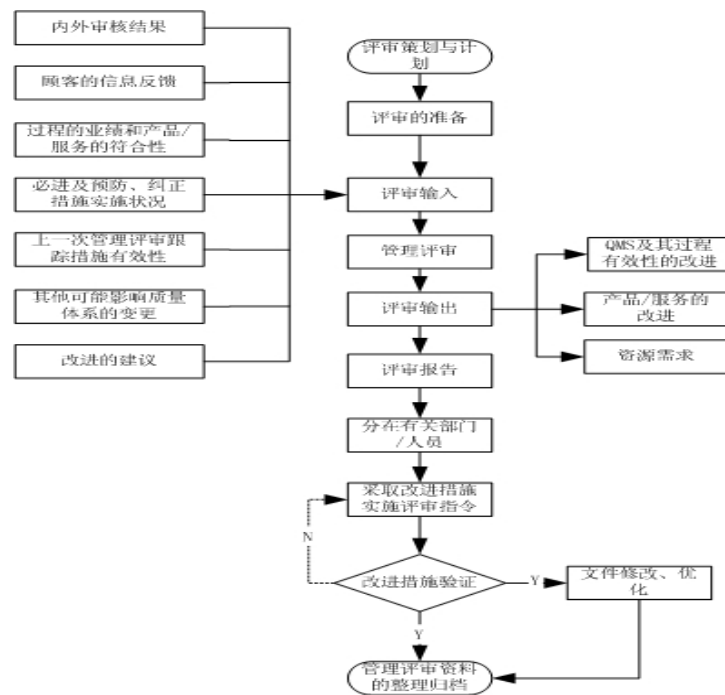 内外审核结果
顾客的信息反馈
过程的业绩和产品/
服务的符合性
必进及预防、纠正
措施实施状况
上一次管理评审跟
踪措施有效性
其他可能影响质量
体系的变更
改进的建议
评审策划与计
划
评审的准备
评审输入
管理评审
评审输出
QMS及其过程
有效性的改进
产品/服务的
改进
资源需求
评审报告
分在有关部门
/人员
采取改进措施
实施评审指令
N
改进措施验证
Y
文件修改、优
化
Y
管理评审资料
的整理归档